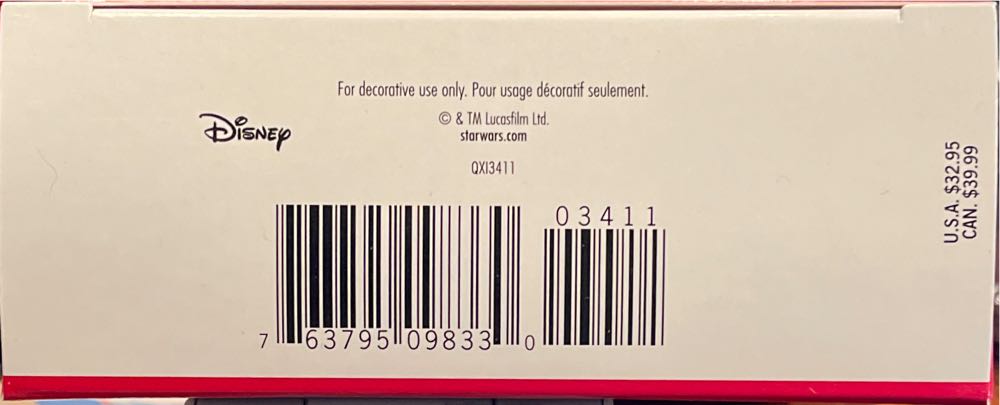 For decorative use only. Pour usage décoratif seulement.
Disney
© & TM Lucasfilm Ltd.
starwars.com
QXI3411
03411
7 63795 09833 0
U.S.A. $32.95
CAN. $39.99